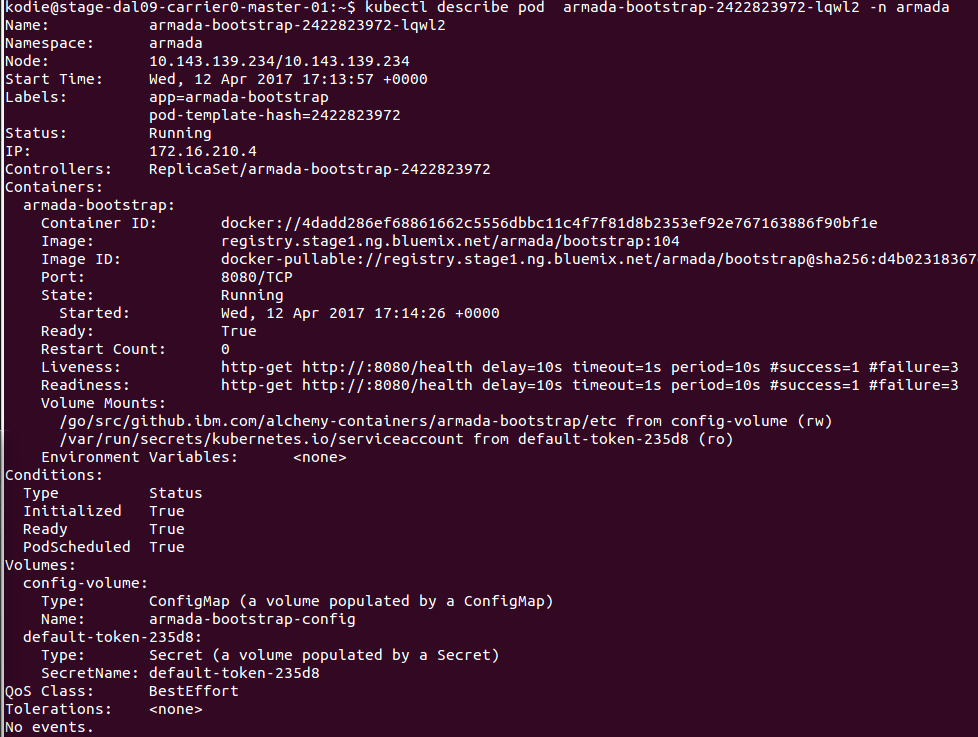 kodie@stage-dal09-carrier0-master-01:~$ kubectl describe pod  armada-bootstrap-2422823972-lqwl2 -n armada
Name:           armada-bootstrap-2422823972-lqwl2
Namespace:      armada
Node:           10.143.139.234/10.143.139.234
Start Time:     Wed, 12 Apr 2017 17:13:57 +0000
Labels:         app=armada-bootstrap
                pod-template-hash=2422823972
Status:         Running
IP:             172.16.210.4
Controllers:    ReplicaSet/armada-bootstrap-2422823972
Containers:
  armada-bootstrap:
    Container ID:       docker://4dadd286ef68861662c5556dbbc11c4f7f81d8b2353ef92e767163886f90bf1e
    Image:              registry.stage1.ng.bluemix.net/armada/bootstrap:104
    Image ID:           docker-pullable://registry.stage1.ng.bluemix.net/armada/bootstrap@sha256:d4b02318367
    Port:               8080/TCP
    State:              Running
      Started:          Wed, 12 Apr 2017 17:14:26 +0000
    Ready:              True
    Restart Count:      0
    Liveness:           http-get http://:8080/health delay=10s timeout=1s period=10s #success=1 #failure=3
    Readiness:          http-get http://:8080/health delay=10s timeout=1s period=10s #success=1 #failure=3
    Volume Mounts:
      /go/src/github.ibm.com/alchemy-containers/armada-bootstrap/etc from config-volume (rw)
      /var/run/secrets/kubernetes.io/serviceaccount from default-token-235d8 (ro)
    Environment Variables:      <none>
Conditions:
  Type          Status
  Initialized   True
  Ready         True
  PodScheduled  True
Volumes:
  config-volume:
    Type:       ConfigMap (a volume populated by a ConfigMap)
    Name:       armada-bootstrap-config
  default-token-235d8:
    Type:       Secret (a volume populated by a Secret)
    SecretName: default-token-235d8
QoS Class:      BestEffort
Tolerations:    <none>
No events.